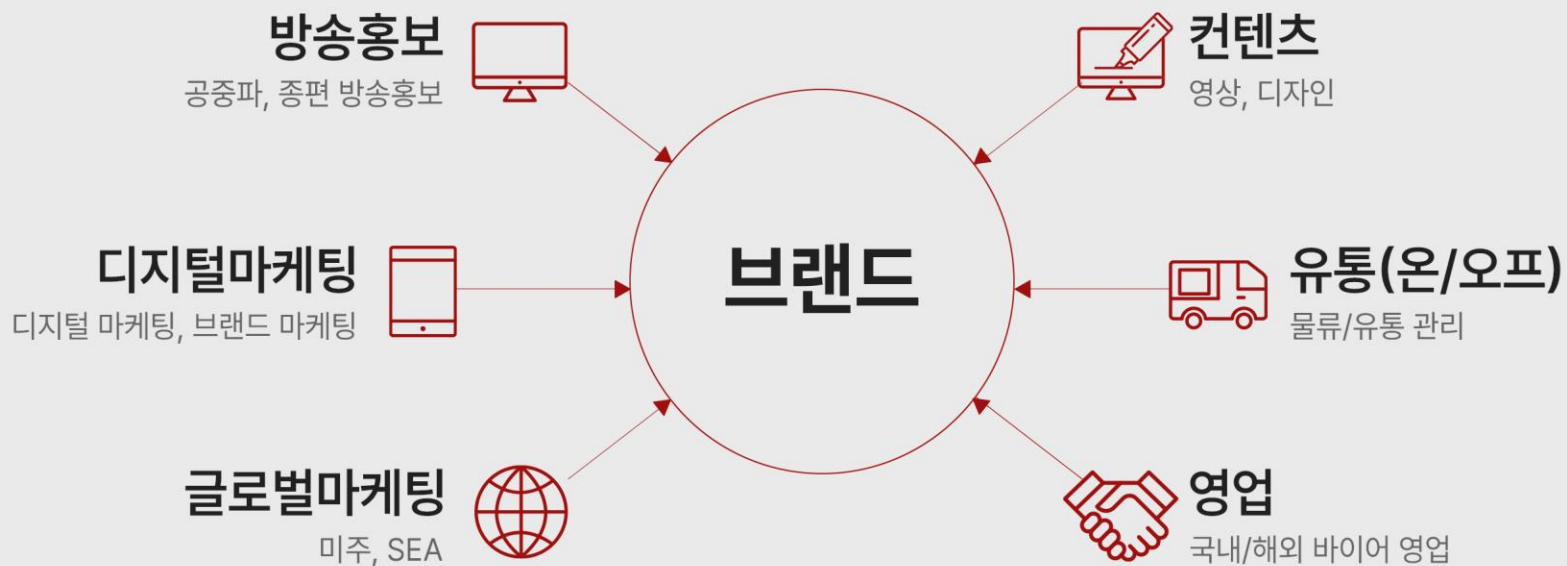 방송홍보
공중파, 종편 방송홍보
컨텐츠
영상, 디자인
디지털마케팅
디지털 마케팅, 브랜드 마케팅
브랜드
유통(온/오프)
물류/유통 관리
글로벌마케팅
미주, SEA
영업
국내/해외 바이어 영업